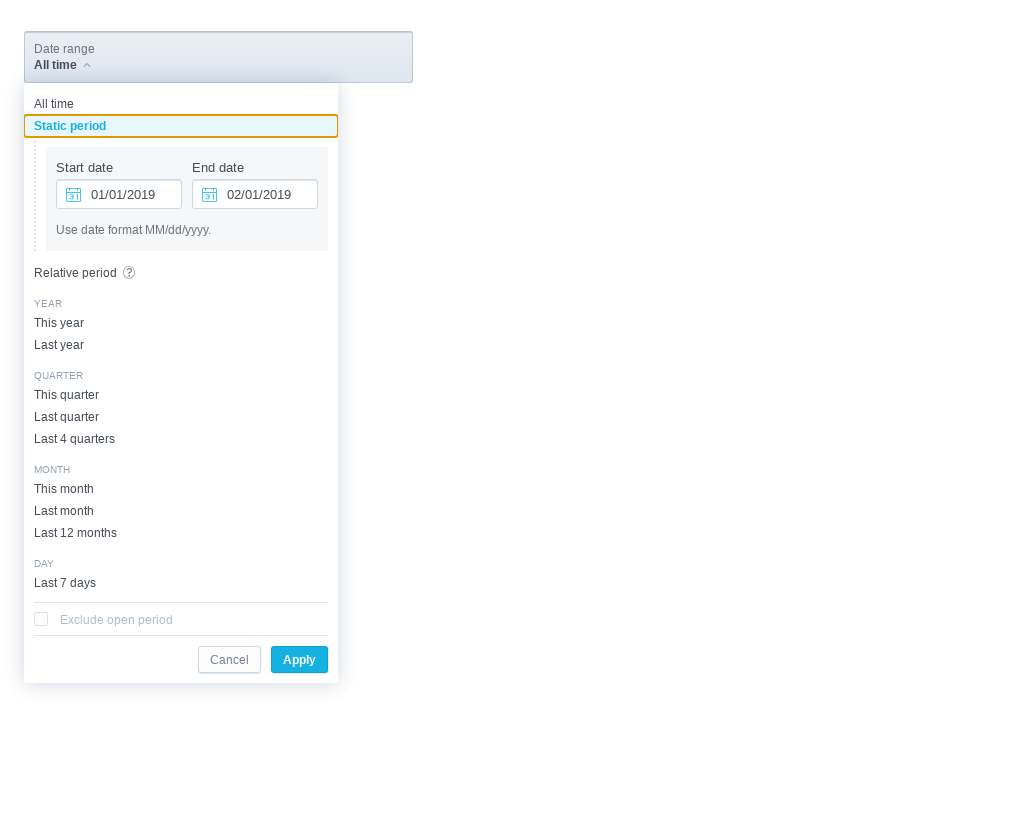 Date range
All time
All time
Static period
Start date End date
31 01/01/2019 31 02/01/2019
Use date format MM/dd/yyyy.
Relative period ?
YEAR
This year
Last year
QUARTER
This quarter
Last quarter
Last 4 quarters
MONTH
This month
Last month
Last 12 months
DAY
Last 7 days
Exclude open period
Cancel Apply